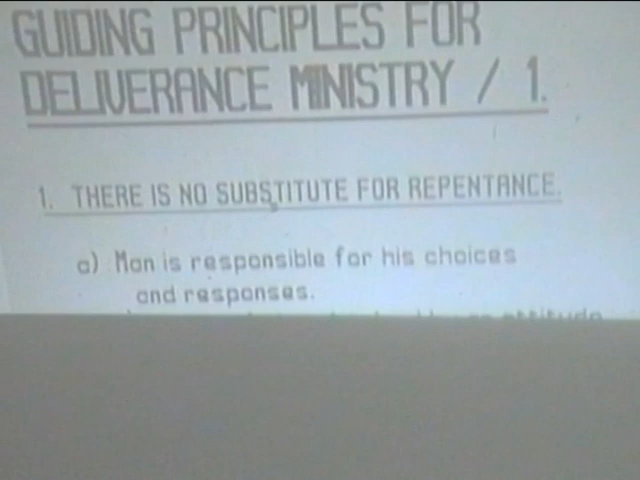 GUIDING PRINCIPLES FOR
DELIVERANCE MINISTRY / 1.
1. THERE IS NO SUBSTITUTE FOR REPENTANCE.
a) Man is responsible for his choices
and responses.
attitude